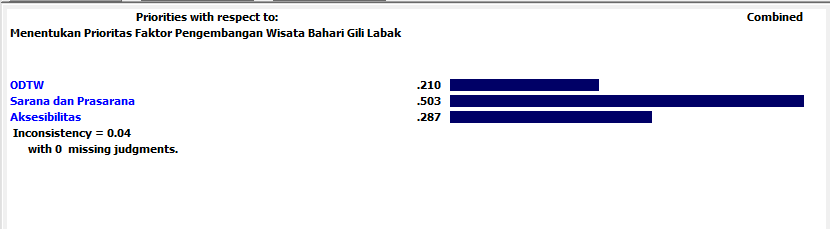 Priorities with respect to: Combined
Menentukan Prioritas Faktor Pengembangan Wisata Bahari Gili Labak
ODTW .210
Sarana dan Prasarana .503
Aksesibilitas .287
Inconsistency = 0.04
with 0 missing judgments.